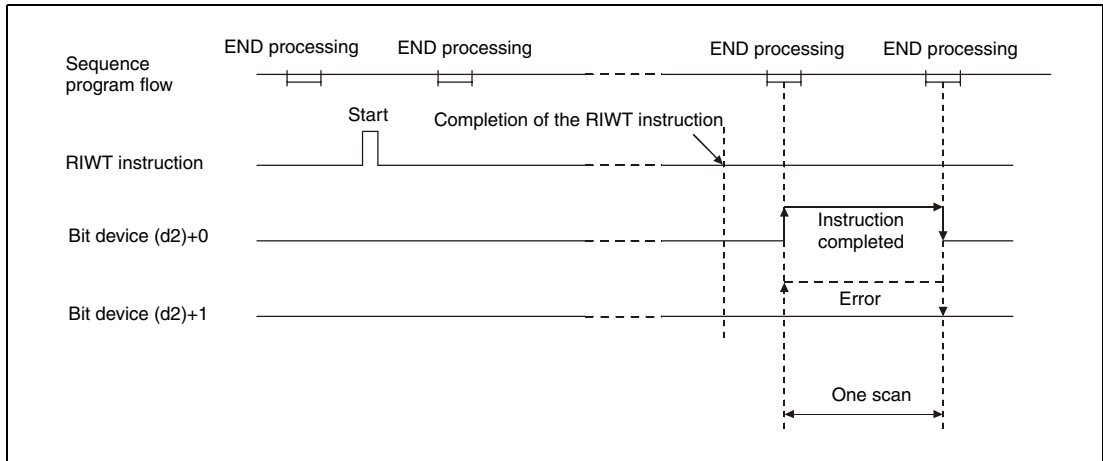 END processing
END processing
END processing
END processing
Sequence
program flow
Start
Completion of the RIWT instruction
RIWT instruction
Instruction
completed
Bit device (d2)+0
Error
Bit device (d2)+1
One scan